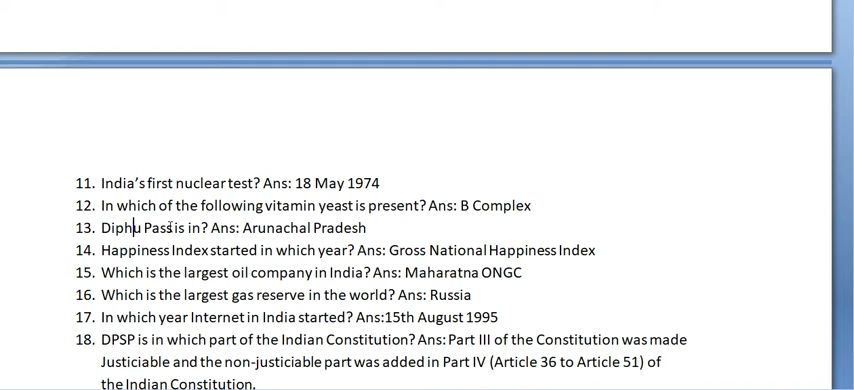 11. India's first nuclear test? Ans: 18 May 1974
12. In which of the following vitamin yeast is present? Ans: B Complex
13. Diphu Pass is in? Ans: Arunachal Pradesh
14. Happiness Index started in which year? Ans: Gross National Happiness Index
15. Which is the largest oil company in India? Ans: Maharatna ONGC
16. Which is the largest gas reserve in the world? Ans: Russia
17. In which year Internet in India started? Ans:15th August 1995
18. DPSP is in which part of the Indian Constitution? Ans: Part III of the Constitution was made
Justiciable and the non-justiciable part was added in Part IV (Article 36 to Article 51) of
the Indian Constitution.